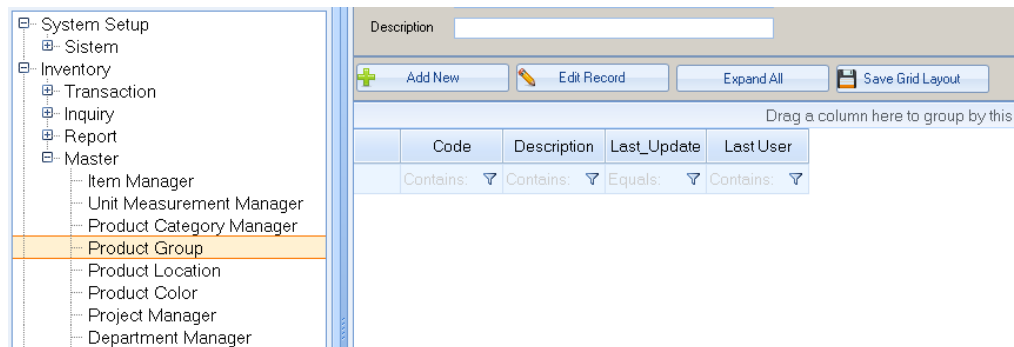 System Setup
Sistem
Inventory
Transaction
Inquiry
Report
Master
Item Manager
Unit Measurement Manager
Product Category Manager
Product Group
Product Location
Product Color
Project Manager
Department Manager
Description
Add New Edit Record Expand All Save Grid Layout
Drag a column here to group by this
Code Description Last_Update Last User
Contains: Contains: Equals: Contains: